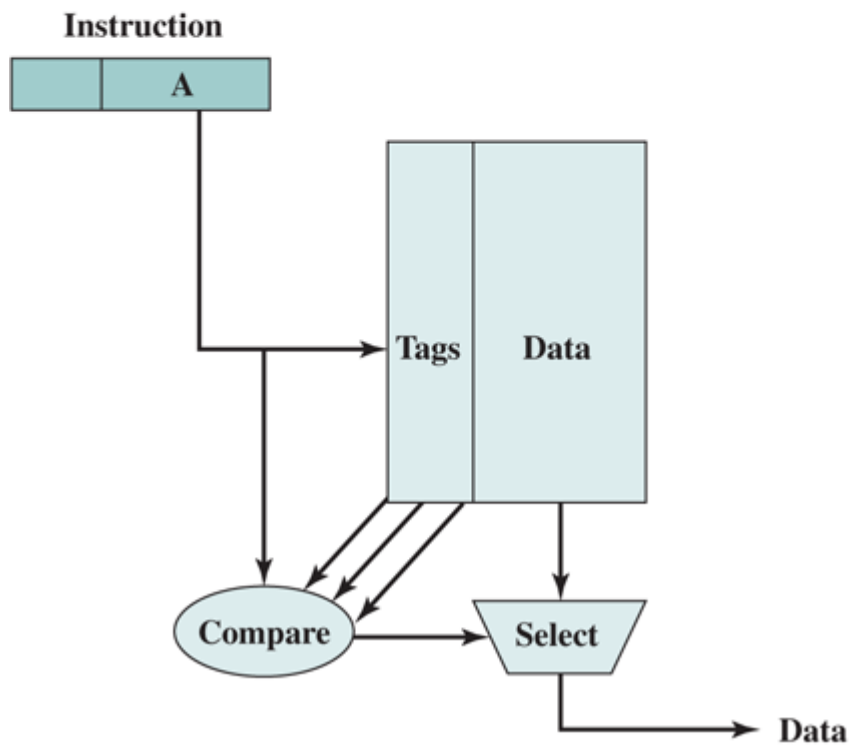 Instruction
A
Tags
Data
Compare
Select
Data